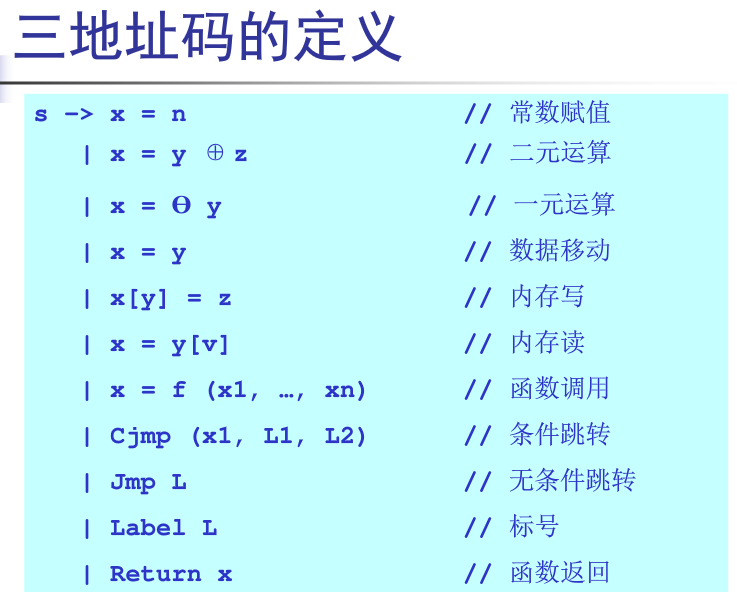 三地址码的定义
s -> x = n // 常数赋值
| x = y ⊕ z // 二元运算
| x = Θ y // 一元运算
| x = y // 数据移动
| x[y] = z // 内存写
| x = y[v] // 内存读
| x = f (x1, …, xn) // 函数调用
| Cjmp (x1, L1, L2) // 条件跳转
| Jmp L // 无条件跳转
| Label L // 标号
| Return x // 函数返回